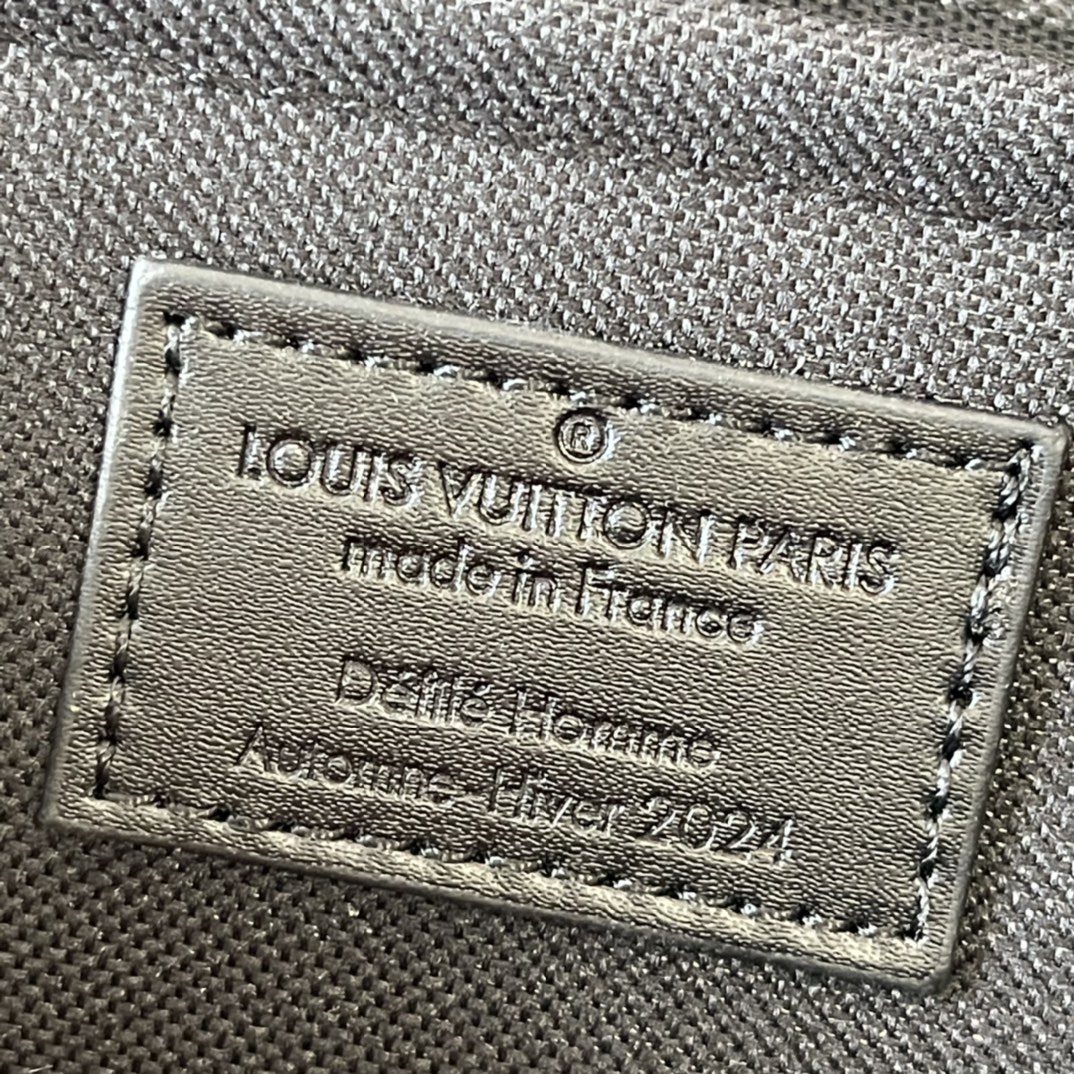 ®
LOUIS VUITTON PARIS
made in France
Défilé Homme
Automne-Hiver 2024